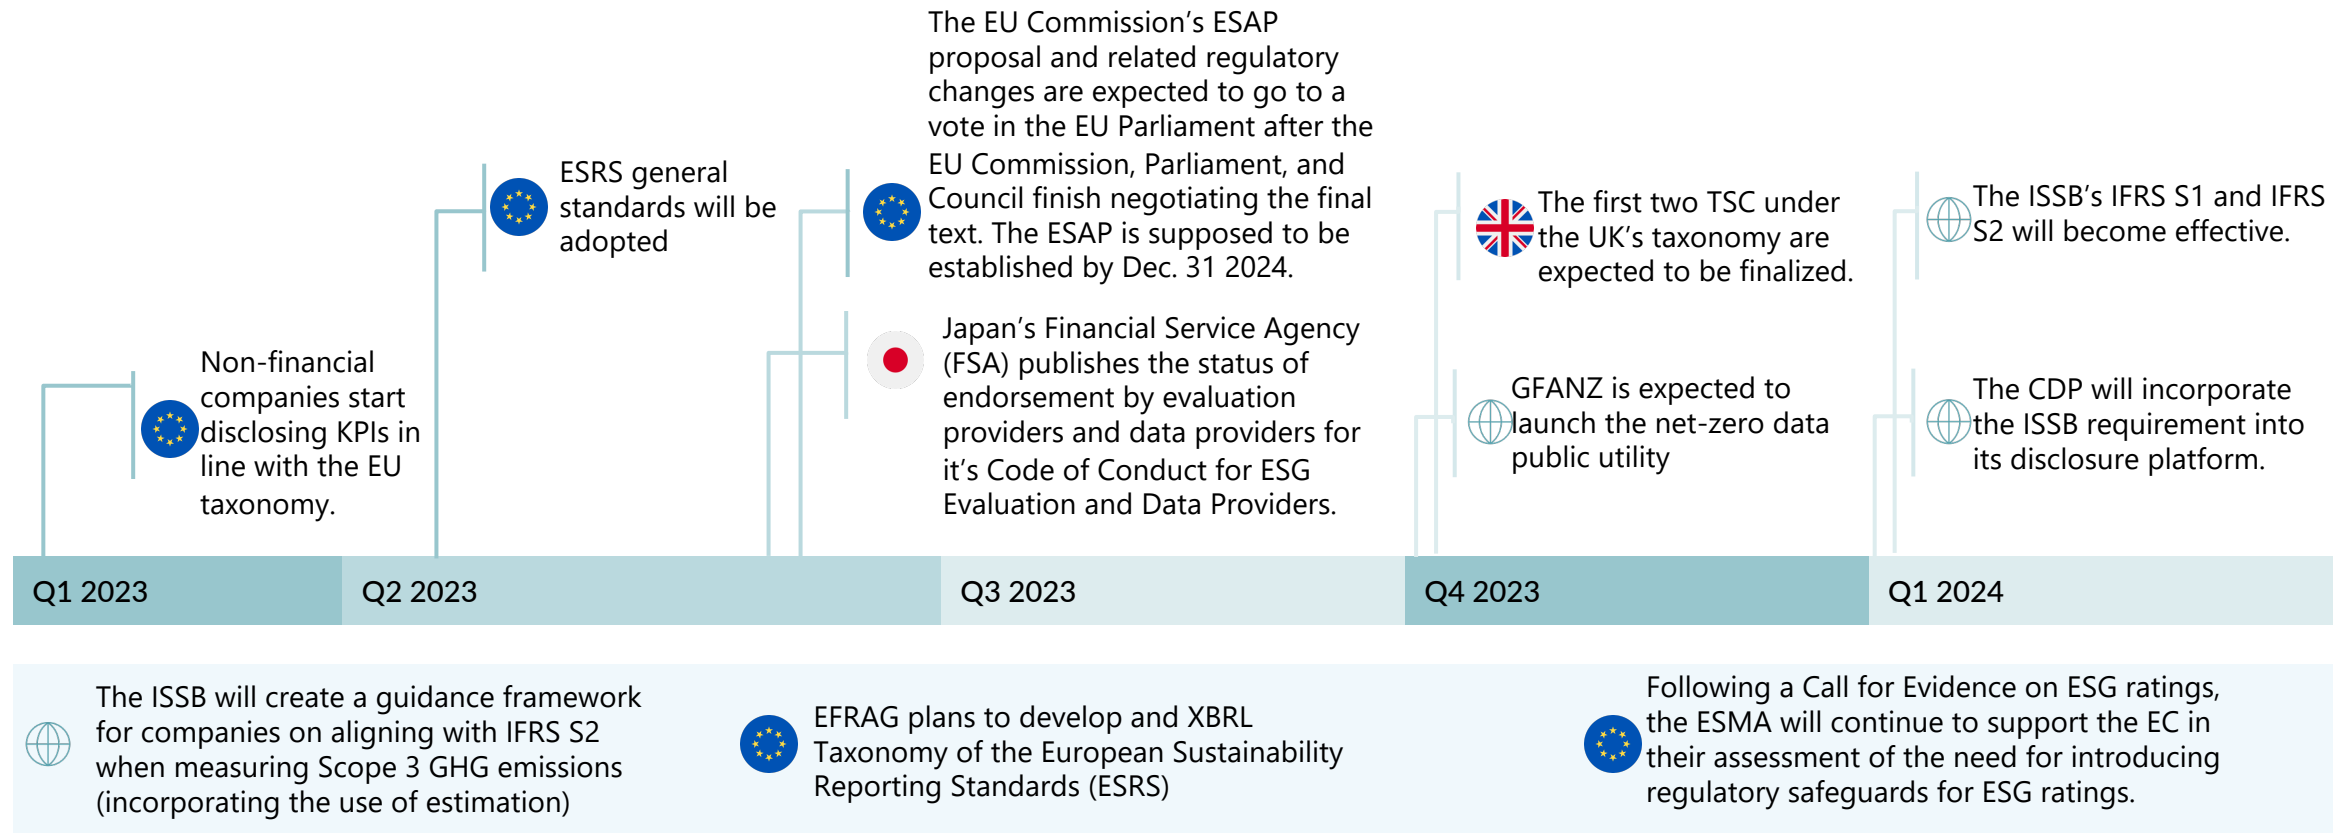 Non-financial
companies start
disclosing KPIs in
line with the EU
taxonomy.
ESRS general
standards will be
adopted
The EU Commission’s ESAP
proposal and related regulatory
changes are expected to go to a
vote in the EU Parliament after the
EU Commission, Parliament, and
Council finish negotiating the final
text. The ESAP is supposed to be
established by Dec. 31 2024.
Japan’s Financial Service Agency
(FSA) publishes the status of
endorsement by evaluation
providers and data providers for
it’s Code of Conduct for ESG
Evaluation and Data Providers.
The first two TSC under
the UK’s taxonomy are
expected to be finalized.
GFANZ is expected to
launch the net-zero data
public utility
The ISSB’s IFRS S1 and IFRS
S2 will become effective.
The CDP will incorporate
the ISSB requirement into
its disclosure platform.
Q1 2023
Q2 2023
Q3 2023
Q4 2023
Q1 2024
The ISSB will create a guidance framework
for companies on aligning with IFRS S2
when measuring Scope 3 GHG emissions
(incorporating the use of estimation)
EFRAG plans to develop and XBRL
Taxonomy of the European Sustainability
Reporting Standards (ESRS)
Following a Call for Evidence on ESG ratings,
the ESMA will continue to support the EC in
their assessment of the need for introducing
regulatory safeguards for ESG ratings.